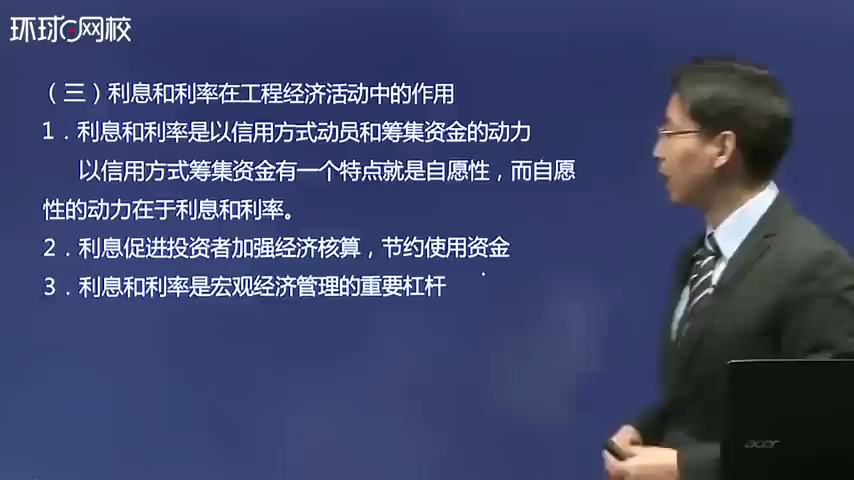 环球网校
（三）利息和利率在工程经济活动中的作用
1．利息和利率是以信用方式动员和筹集资金的动力
以信用方式筹集资金有一个特点就是自愿性，而自愿
性的动力在于利息和利率。
2．利息促进投资者加强经济核算，节约使用资金
3．利息和利率是宏观经济管理的重要杠杆
acer